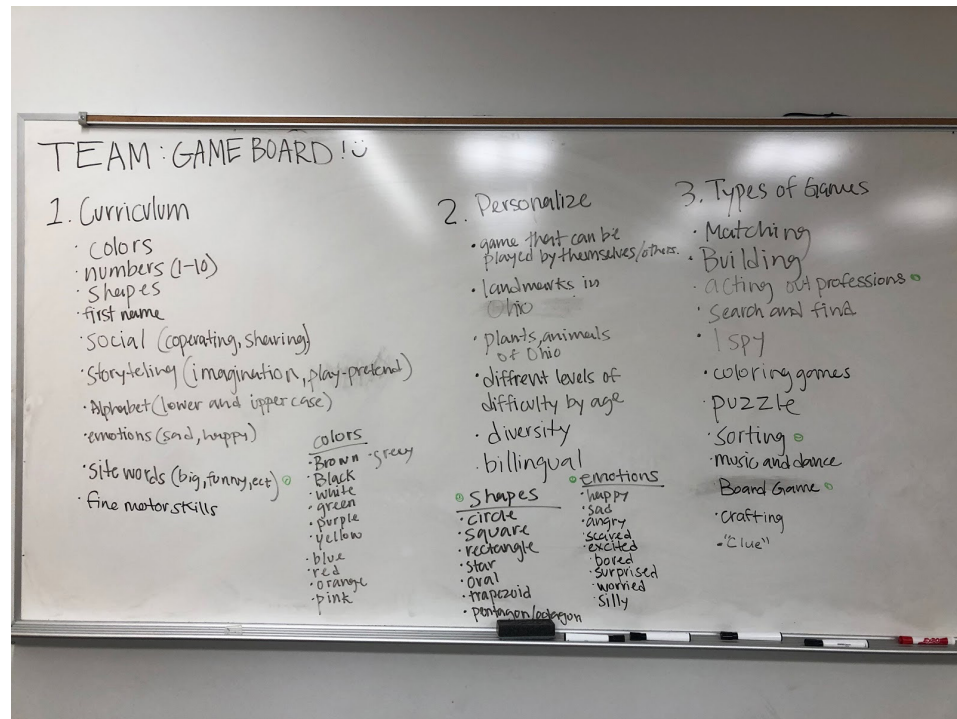 TEAM: GAME BOARD! :)
1. Curriculum
· colors
· numbers (1-10)
· shapes
· first name
· social (coperating, sharing)
· Storyteling (imagination, play-pretend)
· Alphabet (lower and upper case)
· emotions (sad, happy)
· Site words (big, funny, ect)
· fine motor skills
colors
· Brown · grey
· Black
· white
· green
· purple
· yellow
· blue
· red
· orange
· pink
2. Personalize
· game that can be
played by themselves/others.
· landmarks in
Ohio
· plants, animals
of Ohio
· diffrent levels of
difficulty by age
· diversity
· billingual
shapes
· circle
· square
· rectangle
· star
· oval
· trapezoid
· pentagon/octagon
emotions
· happy
· sad
· angry
· scared
· excited
· bored
· surprised
· worried
· silly
3. Types of Games
· Matching
· Building
· acting out professions
· Search and find
· I spy
· coloring games
· puzzle
· Sorting
· music and dance
Board Game
· crafting
· "Clue"